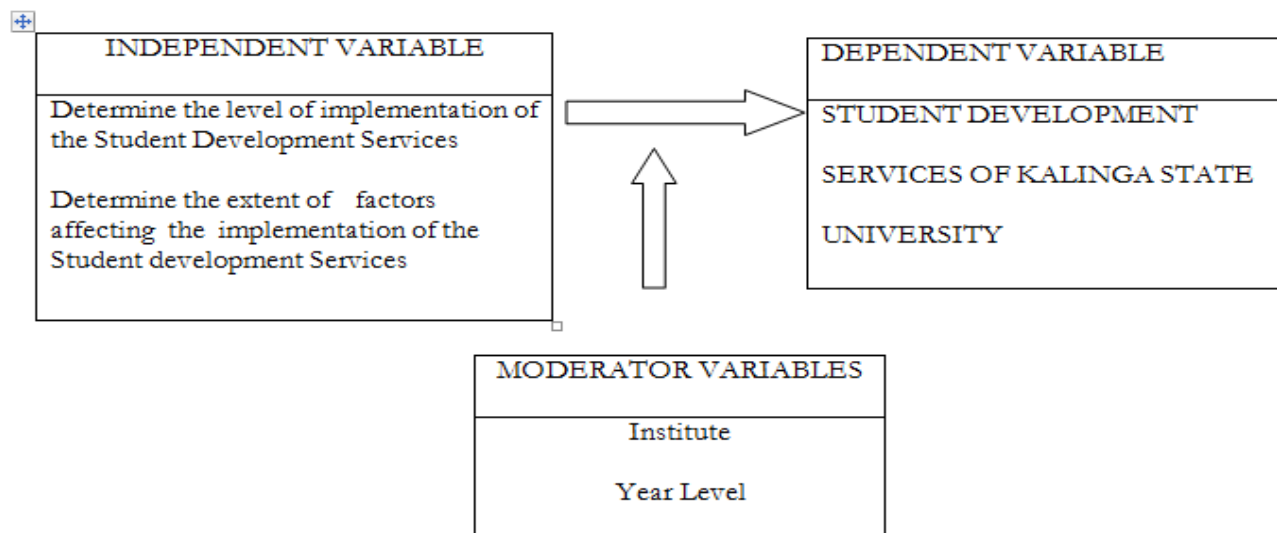 INDEPENDENT VARIABLE
Determine the level of implementation of
the Student Development Services
Determine the extent of factors
affecting the implementation of the
Student development Services
DEPENDENT VARIABLE
STUDENT DEVELOPMENT
SERVICES OF KALINGA STATE
UNIVERSITY
MODERATOR VARIABLES
Institute
Year Level